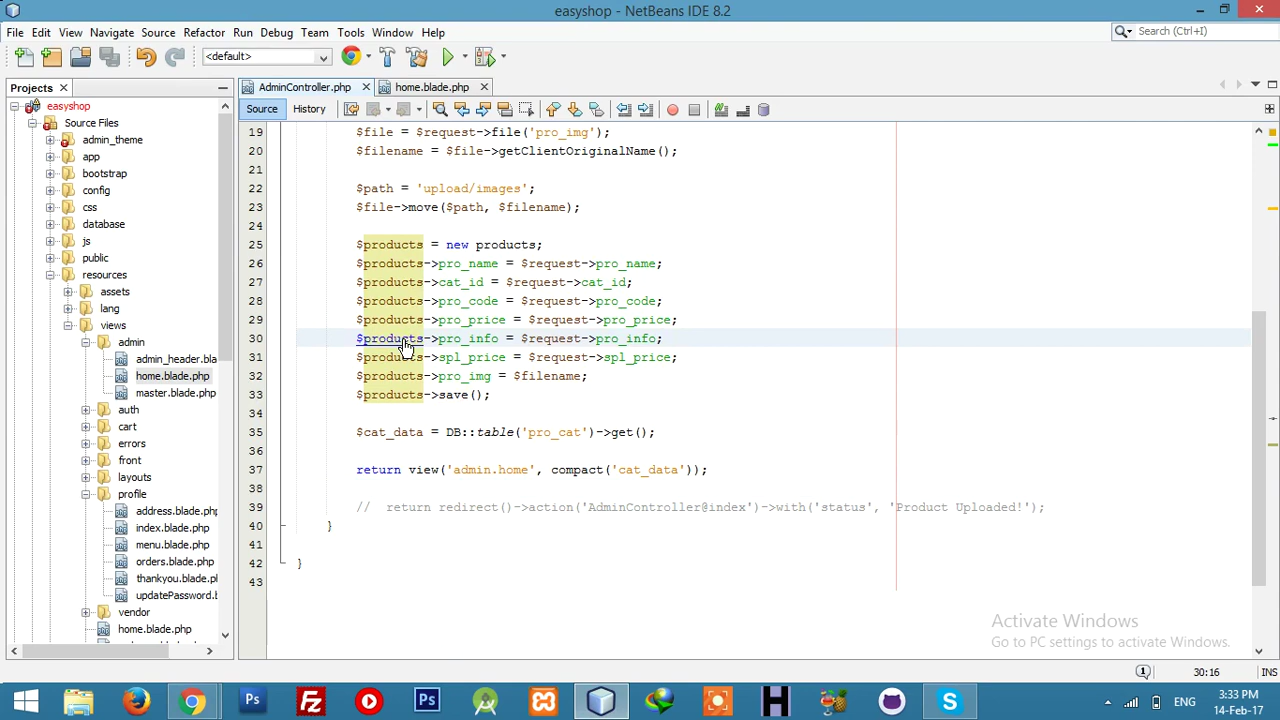 easyshop - NetBeans IDE 8.2
File Edit View Navigate Source Refactor Run Debug Team Tools Window Help
Search (Ctrl+I)
<default>
Projects
AdminController.php
home.blade.php
easyshop
Source Files
admin_theme
app
bootstrap
config
css
database
js
public
resources
assets
lang
views
admin
admin_header.bla
home.blade.php
master.blade.php
auth
cart
errors
front
layouts
profile
address.blade.php
index.blade.php
menu.blade.php
orders.blade.php
thankyou.blade.pl
updatePassword.b
vendor
home.blade.php
Source History
19 $file = $request->file('pro_img');
20 $filename = $file->getClientOriginalName();
21
22 $path = 'upload/images';
23 $file->move($path, $filename);
24
25 $products = new products;
26 $products->pro_name = $request->pro_name;
27 $products->cat_id = $request->cat_id;
28 $products->pro_code = $request->pro_code;
29 $products->pro_price = $request->pro_price;
30 $products->pro_info = $request->pro_info;
31 $products->spl_price = $request->spl_price;
32 $products->pro_img = $filename;
33 $products->save();
34
35 $cat_data = DB::table('pro_cat')->get();
36
37 return view('admin.home', compact('cat_data'));
38
39 // return redirect()->action('AdminController@index')->with('status', 'Product Uploaded!');
40 }
41
42 }
43
Activate Windows
Go to PC settings to activate Windows.
30:16 INS
ENG
3:33 PM
14-Feb-17